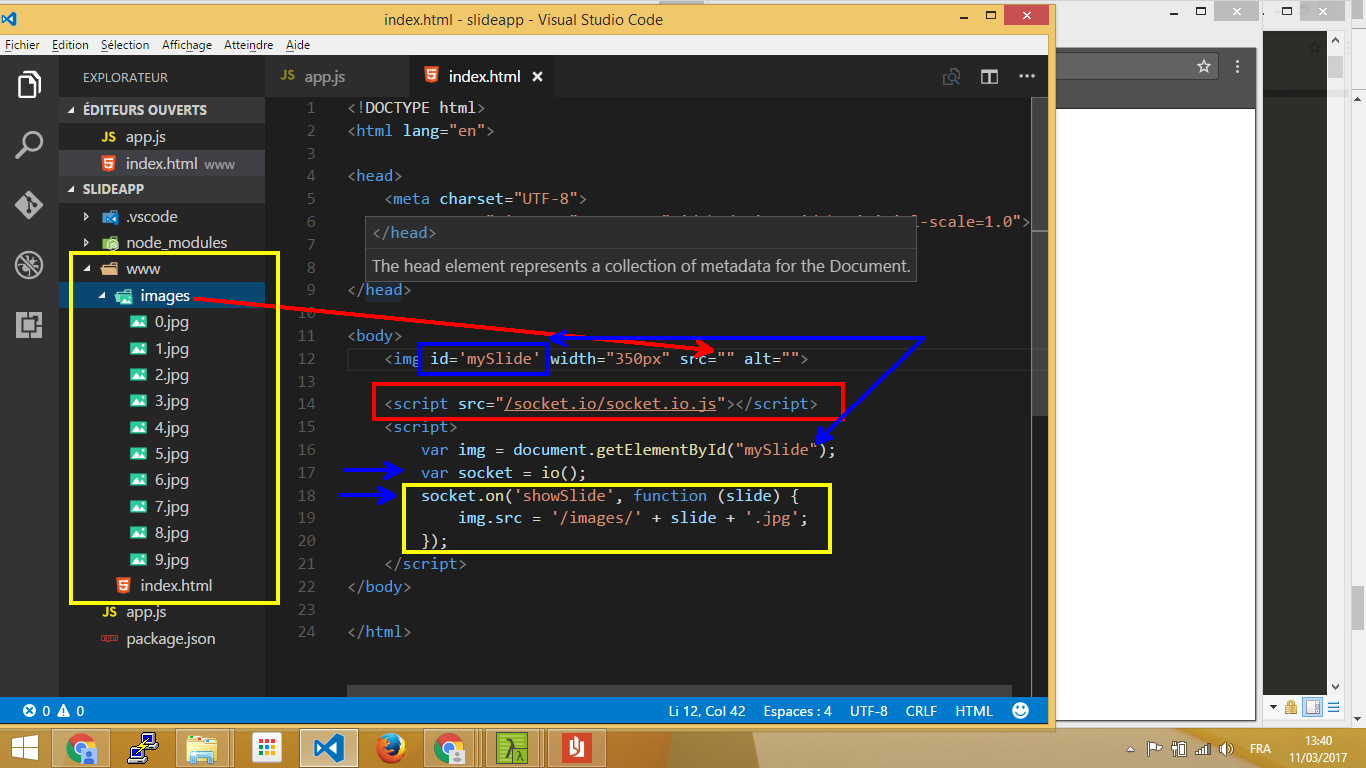 index.html - slideapp - Visual Studio Code
Fichier Edition Sélection Affichage Atteindre Aide
EXPLORATEUR
JS app.js
index.html
ÉDITEURS OUVERTS
JS app.js
index.html www
SLIDEAPP
.vscode
node_modules
www
images
0.jpg
1.jpg
2.jpg
3.jpg
4.jpg
5.jpg
6.jpg
7.jpg
8.jpg
9.jpg
index.html
JS app.js
package.json
1 <!DOCTYPE html>
2 <html lang="en">
3
4 <head>
5 <meta charset="UTF-8">
6 l-scale=1.0">
7 </head>
8 The head element represents a collection of metadata for the Document.
9 </head>
10
11 <body>
12 <img id='mySlide' width="350px" src="" alt="">
13
14 <script src="/socket.io/socket.io.js"></script>
15 <script>
16 var img = document.getElementById("mySlide");
17 var socket = io();
18 socket.on('showSlide', function (slide) {
19 img.src = '/images/' + slide + '.jpg';
20 });
21 </script>
22 </body>
23
24 </html>
0 0
Li 12, Col 42 Espaces : 4 UTF-8 CRLF HTML
FRA
13:40
11/03/2017